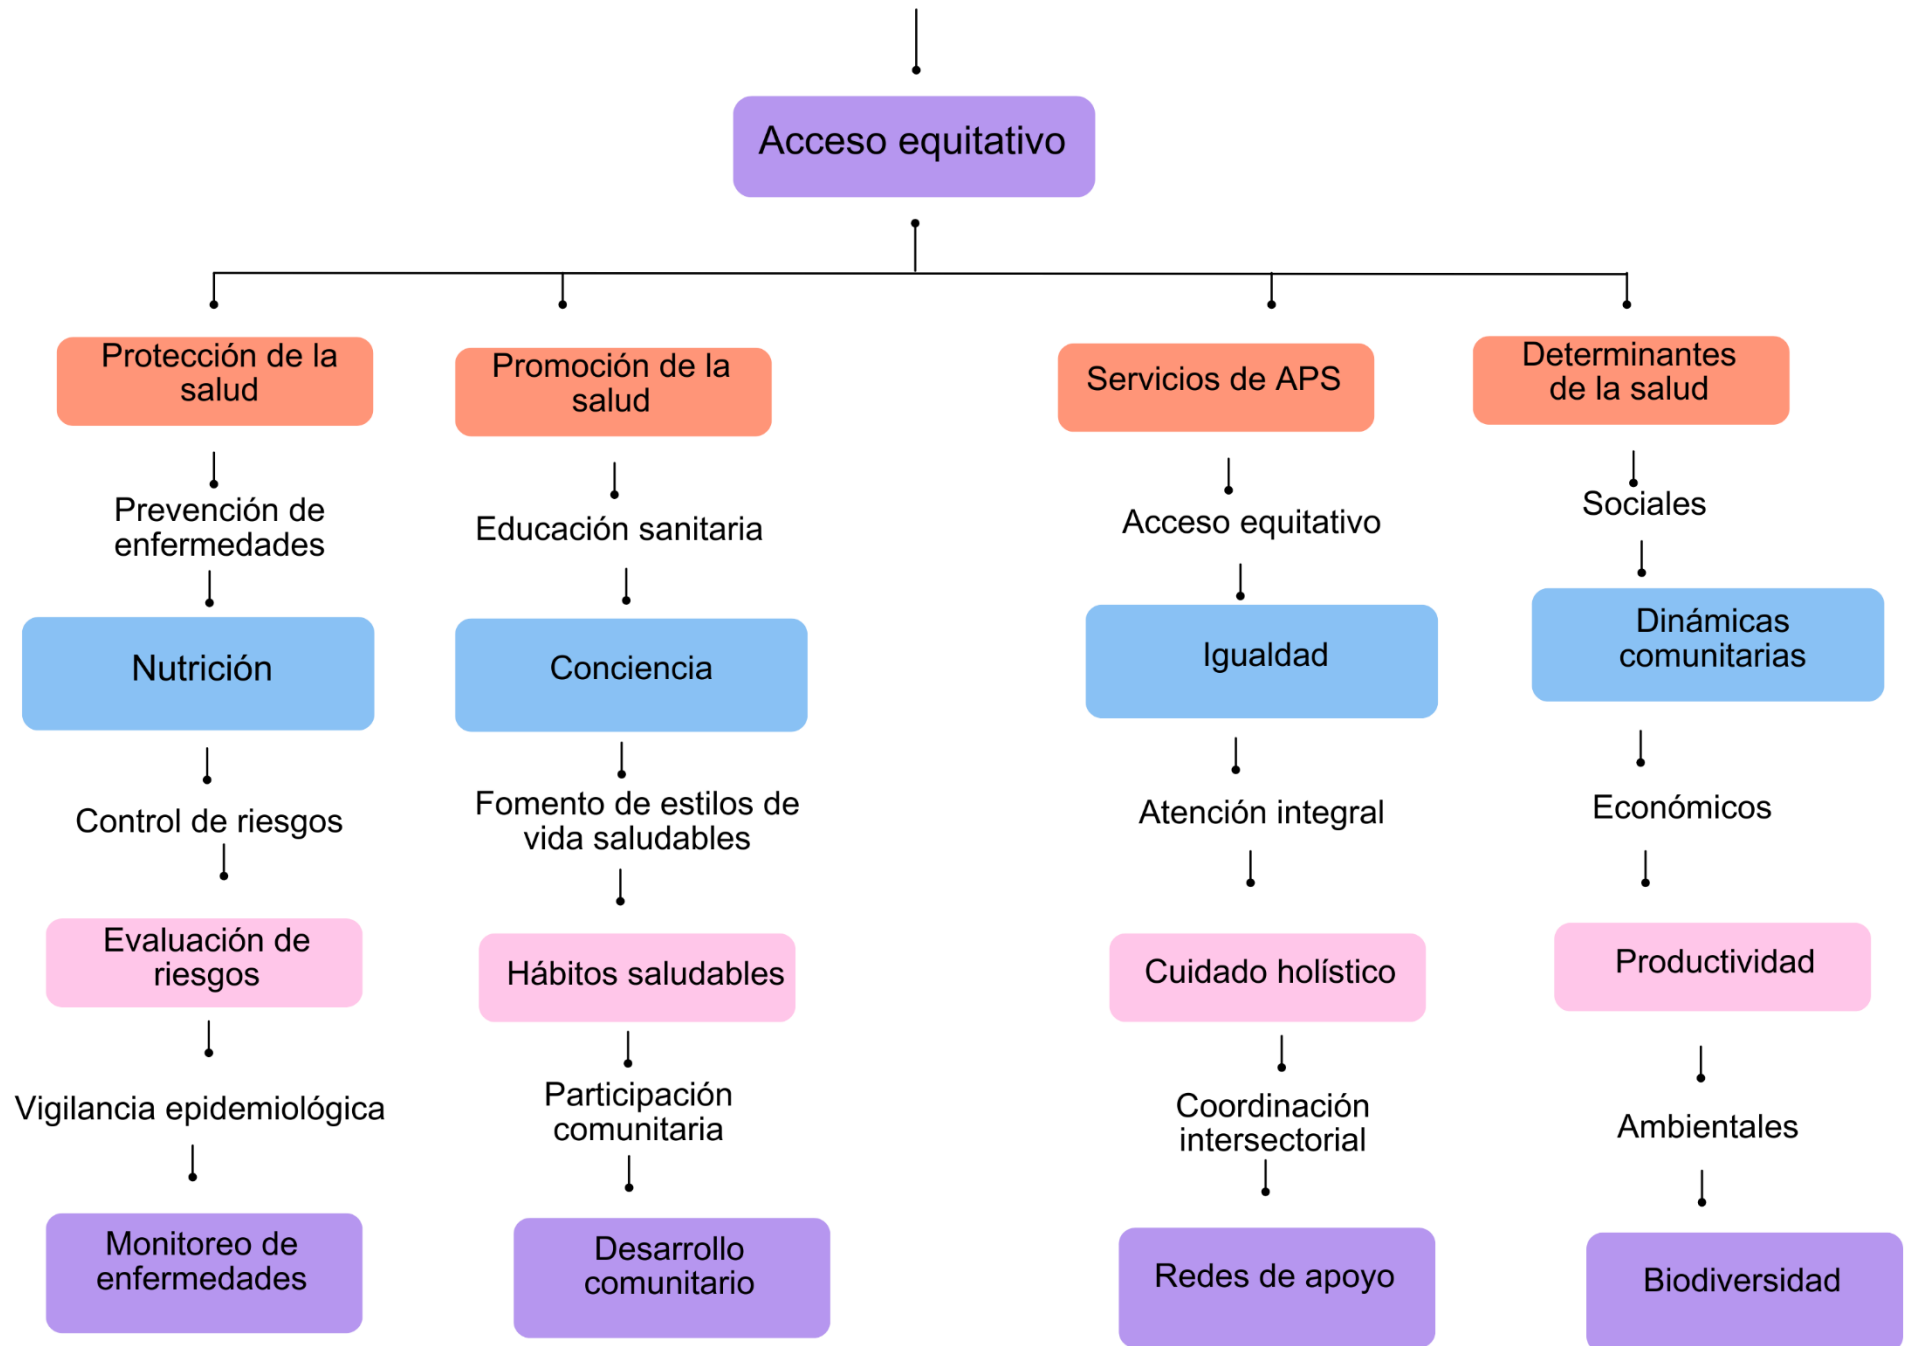 Acceso equitativo
Protección de la
salud
Prevención de
enfermedades
Nutrición
Control de riesgos
Evaluación de
riesgos
Vigilancia epidemiológica
Monitoreo de
enfermedades
Promoción de la
salud
Educación sanitaria
Conciencia
Fomento de estilos de
vida saludables
Hábitos saludables
Participación
comunitaria
Desarrollo
comunitario
Servicios de APS
Acceso equitativo
Igualdad
Atención integral
Cuidado holístico
Coordinación
intersectorial
Redes de apoyo
Determinantes
de la salud
Sociales
Dinámicas
comunitarias
Económicos
Productividad
Ambientales
Biodiversidad